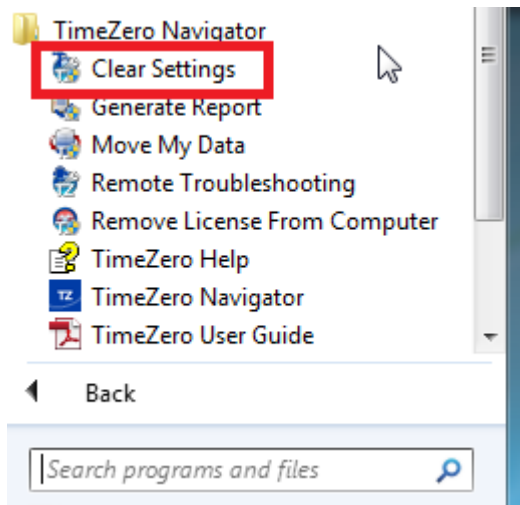 TimeZero Navigator
Clear Settings
Generate Report
Move My Data
Remote Troubleshooting
Remove License From Computer
TimeZero Help
TZ TimeZero Navigator
TimeZero User Guide
Back
Search programs and files